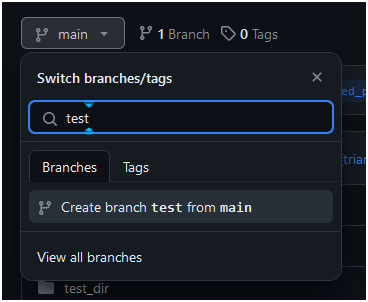 main
1 Branch
0 Tags
Switch branches/tags
test
Branches
Tags
Create branch test from main
View all branches
test_dir